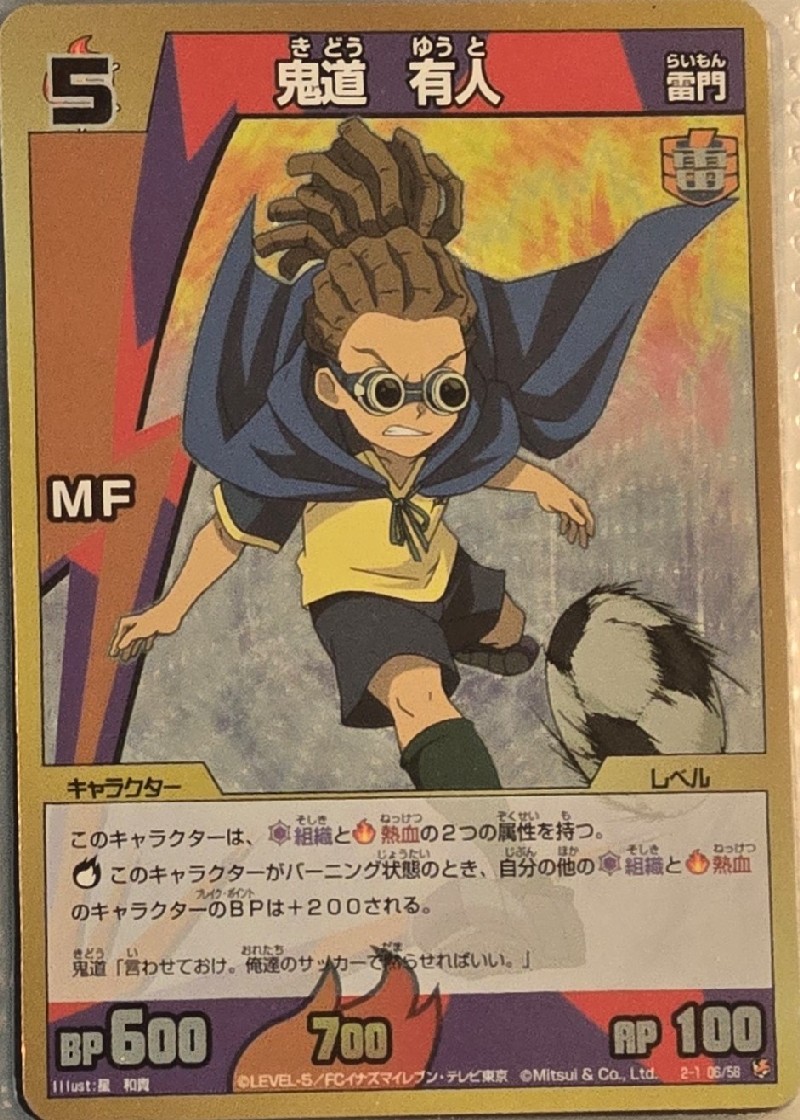 5
鬼道 有人
きどう ゆうと
雷門
らいもん
雷
MF
キャラクター
レベル
このキャラクターは、組織と熱血の2つの属性を持つ。
このキャラクターがバーニング状態のとき、自分の他の組織と熱血
のキャラクターのBPは+200される。
鬼道「言わせておけ。俺達のサッカーで黙らせればいい。」
BP600
700
AP 100
Illust:星 和貴
©LEVEL-5/FCイナズマイレブン・テレビ東京 ©Mitsui & Co., Ltd. 2-1 06/58